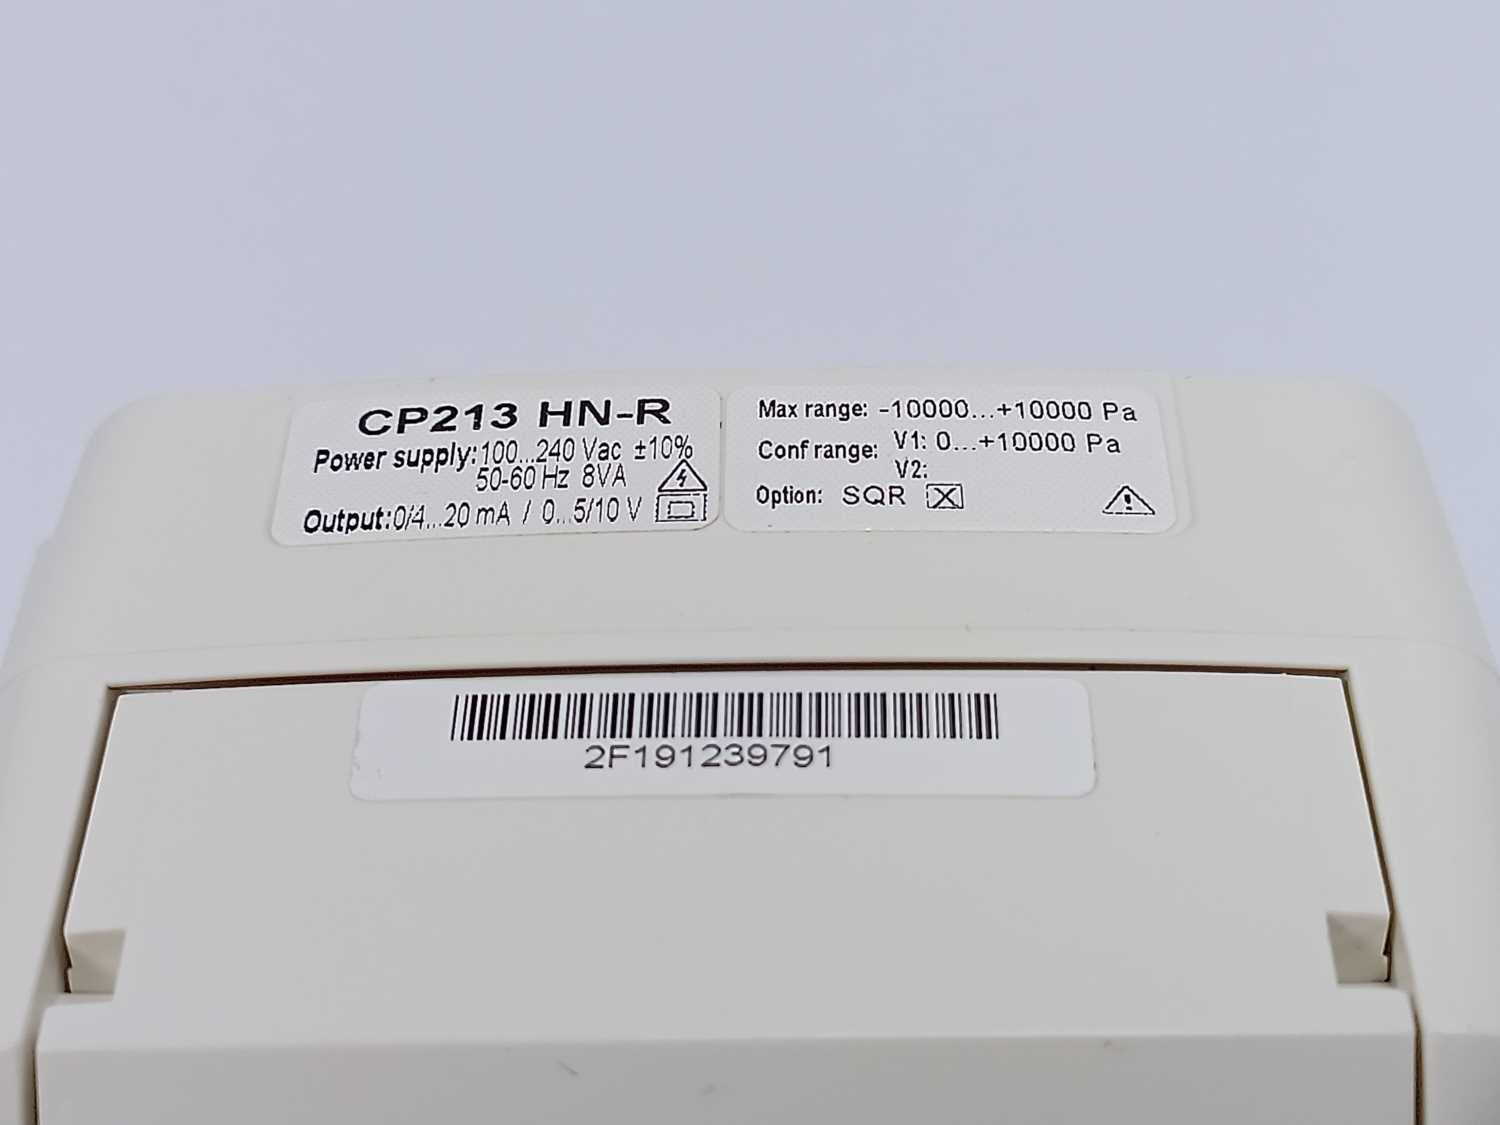 CP213 HN-R
Power supply: 100...240 Vac ±10%
50-60 Hz 8VA
Output: 0/4...20 mA / 0...5/10 V
Max range: -10000...+10000 Pa
Conf range: V1: 0...+10000 Pa
V2:
Option: SQR ☒
2F191239791